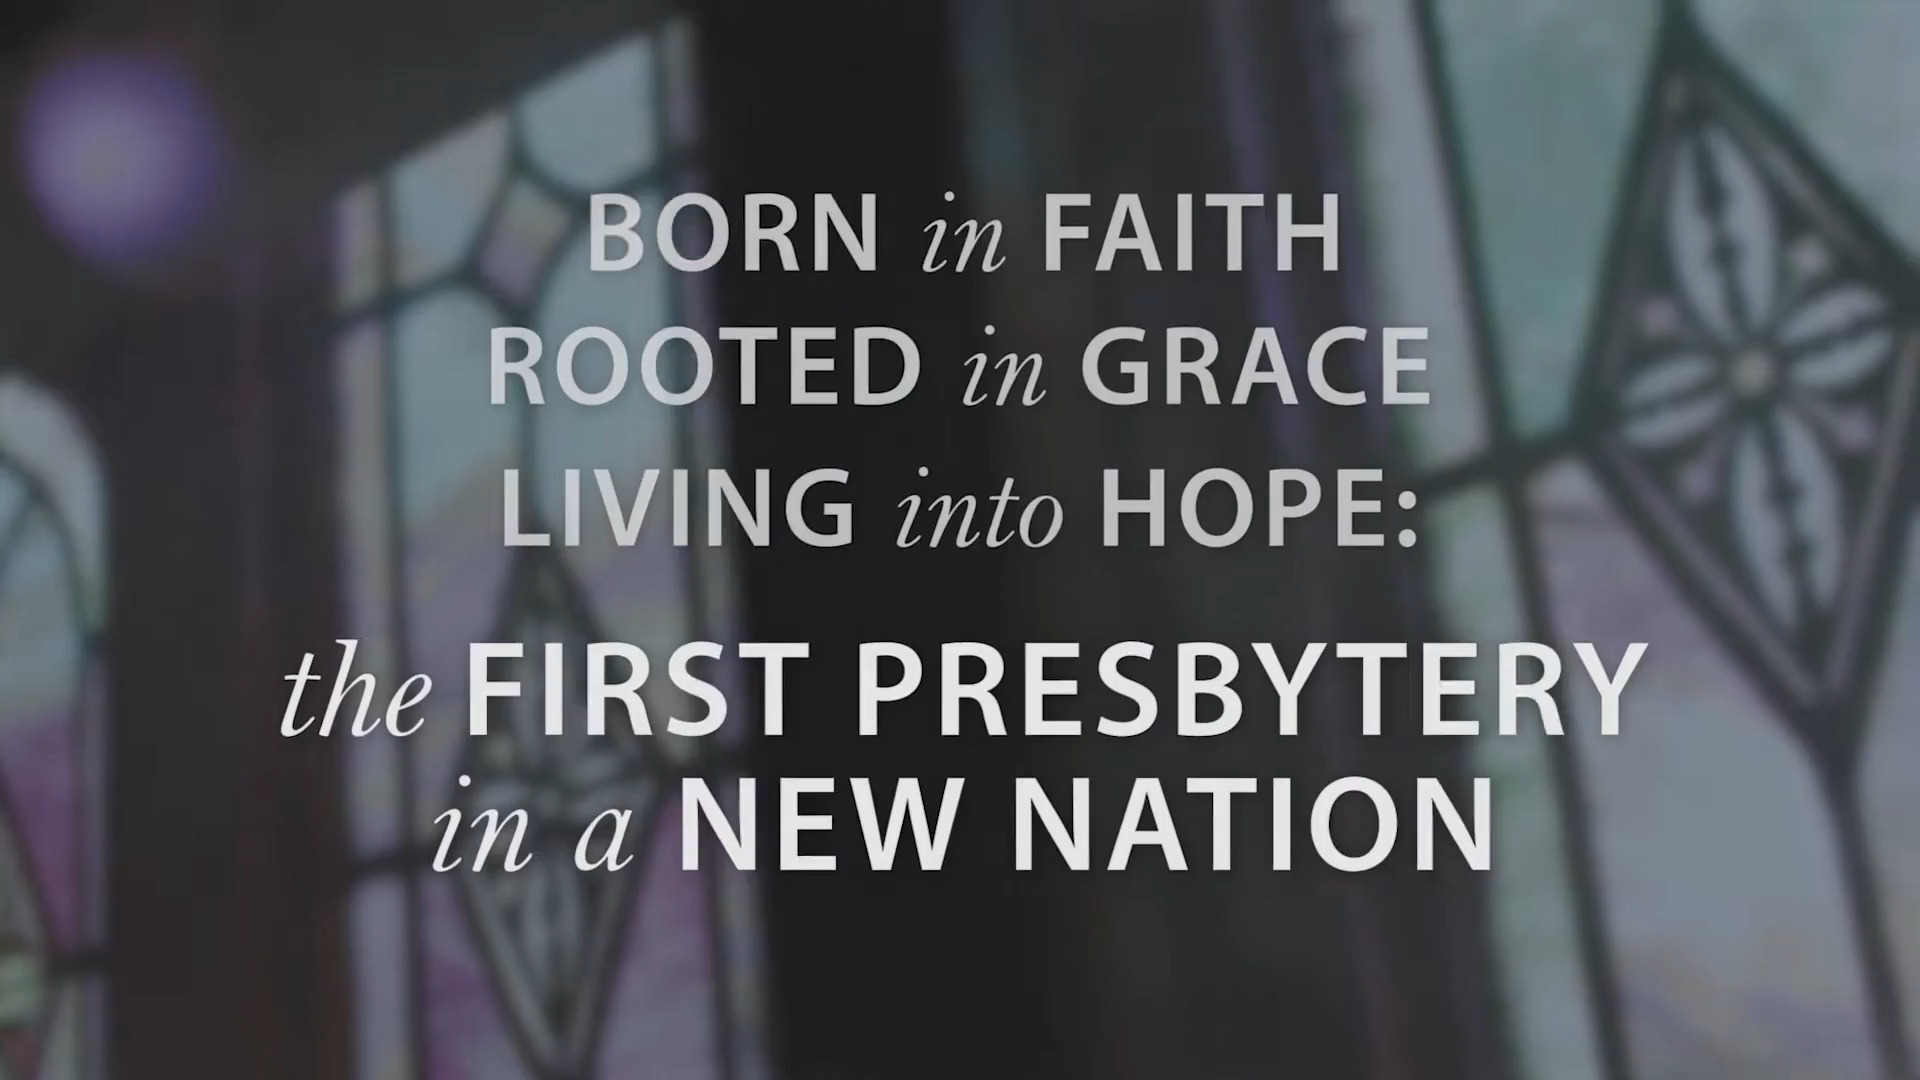 BORN in FAITH
ROOTED in GRACE
LIVING into HOPE:
the FIRST PRESBYTERY
in a NEW NATION